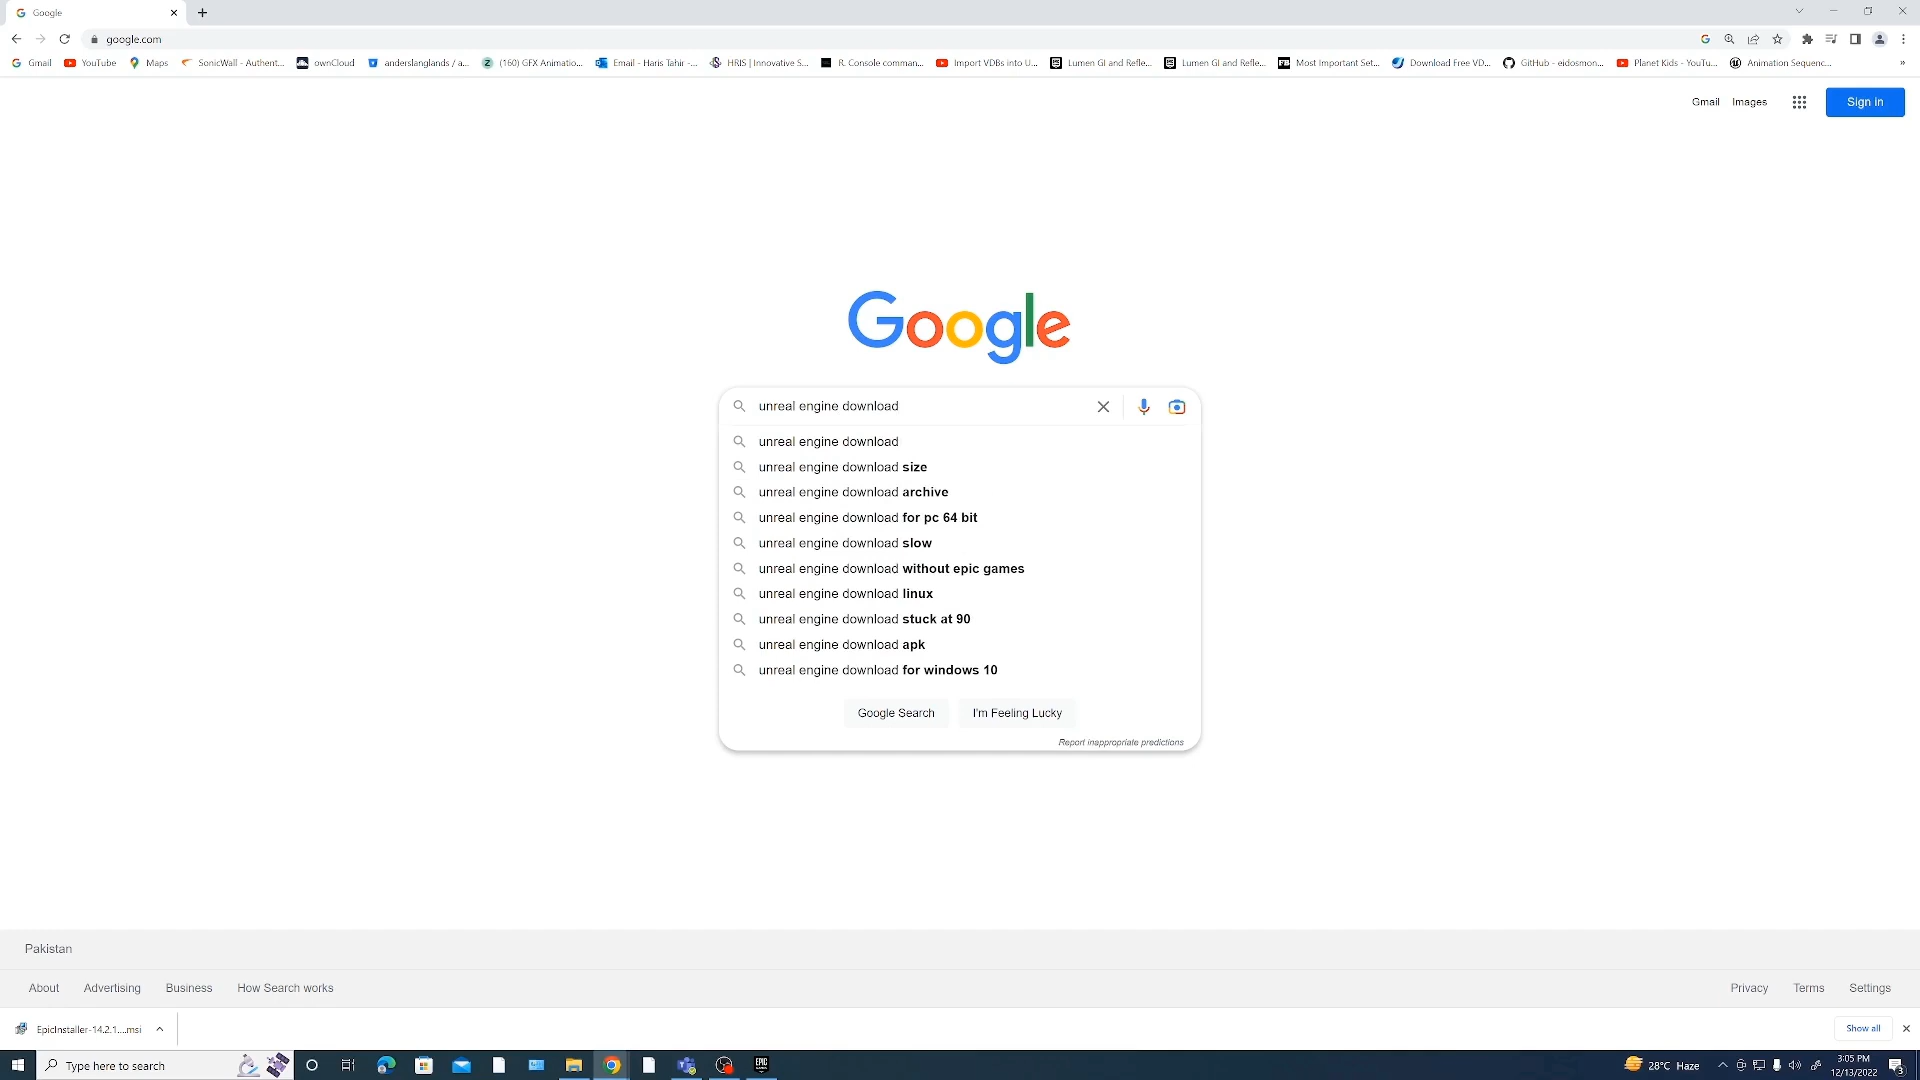 Google
google.com
Gmail
YouTube
Maps
SonicWall - Authent...
ownCloud
anderslanglands / a...
(160) GFX Animatio...
Email - Haris Tahir -...
HRIS | Innovative S...
R. Console comman...
Import VDBs into U...
Lumen GI and Refle...
Lumen GI and Refle...
Most Important Set...
Download Free VD...
GitHub - eidosmon...
Planet Kids - YouTu...
Animation Sequenc...
»
Gmail
Images
Sign in
Google
unreal engine download
unreal engine download
unreal engine download size
unreal engine download archive
unreal engine download for pc 64 bit
unreal engine download slow
unreal engine download without epic games
unreal engine download linux
unreal engine download stuck at 90
unreal engine download apk
unreal engine download for windows 10
Google Search
I'm Feeling Lucky
Report inappropriate predictions
Pakistan
About
Advertising
Business
How Search works
Privacy
Terms
Settings
EpicInstaller-14.2.1....msi
Show all
Type here to search
EPIC GAMES
28°C Haze
3:05 PM
12/13/2022
3